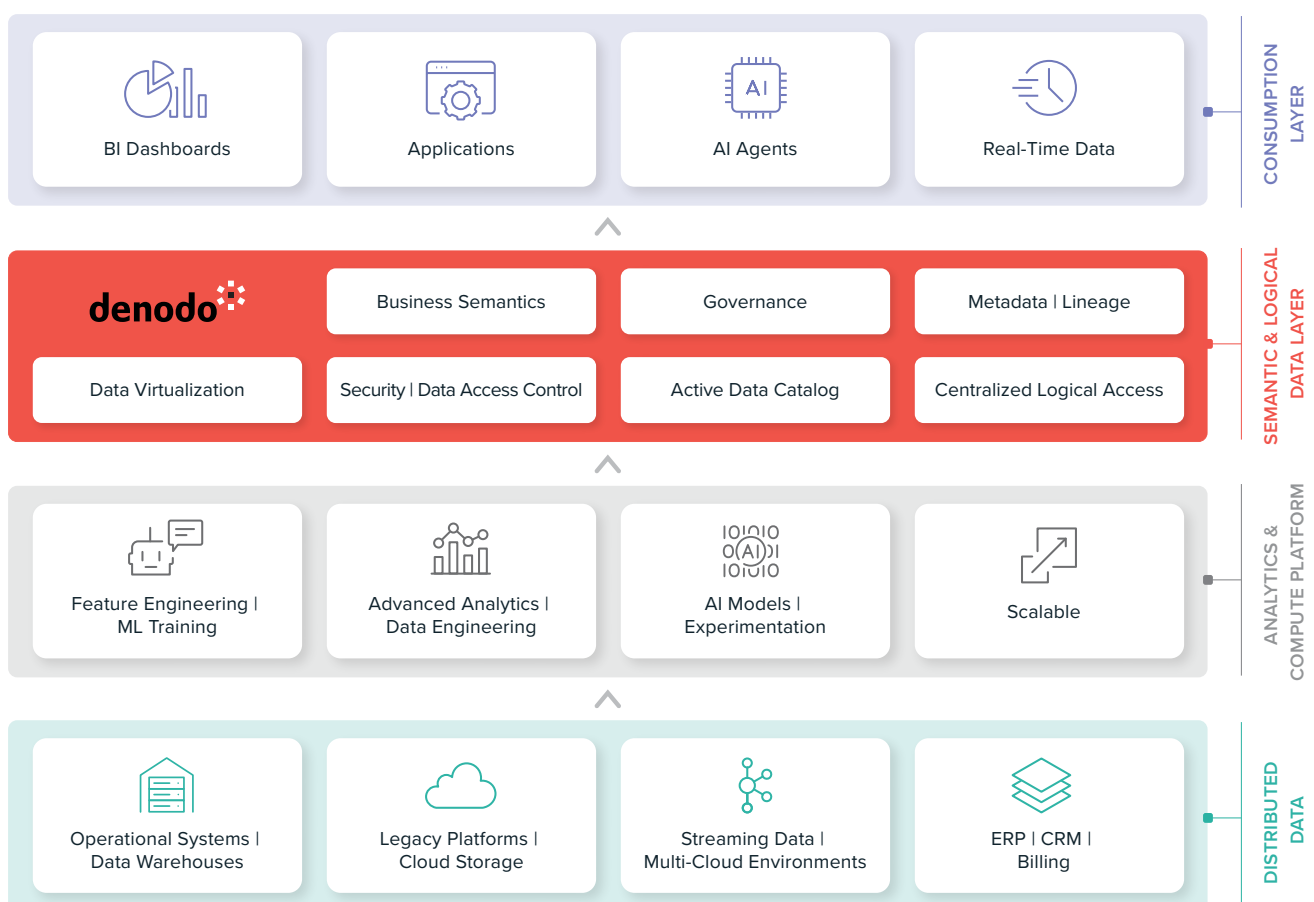 BI Dashboards
Applications
AI
AI Agents
Real-Time Data
CONSUMPTION
LAYER
denodo
Business Semantics
Governance
Metadata | Lineage
Data Virtualization
Security | Data Access Control
Active Data Catalog
Centralized Logical Access
SEMANTIC & LOGICAL
DATA LAYER
Feature Engineering |
ML Training
Advanced Analytics |
Data Engineering
AI
AI Models |
Experimentation
Scalable
ANALYTICS &
COMPUTE PLATFORM
Operational Systems |
Data Warehouses
Legacy Platforms |
Cloud Storage
Streaming Data |
Multi-Cloud Environments
ERP | CRM |
Billing
DISTRIBUTED
DATA